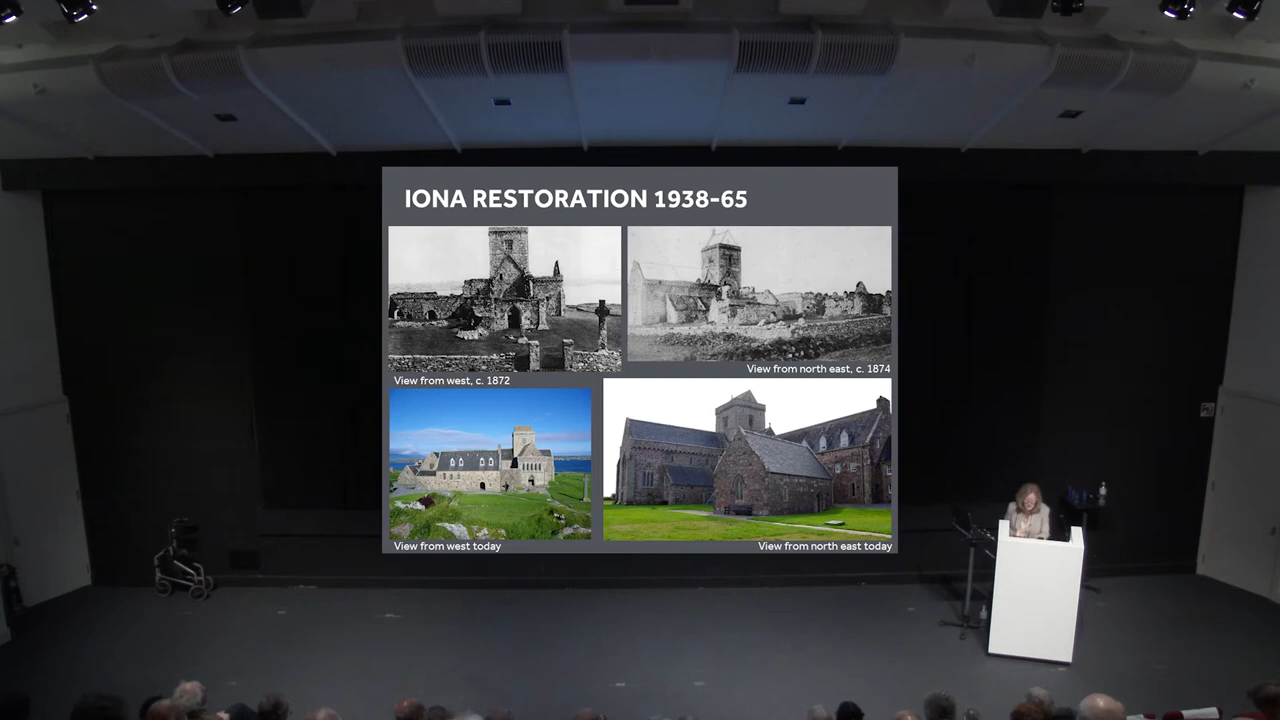 IONA RESTORATION 1938-65
View from west, c. 1872
View from north east, c. 1874
View from west today
View from north east today